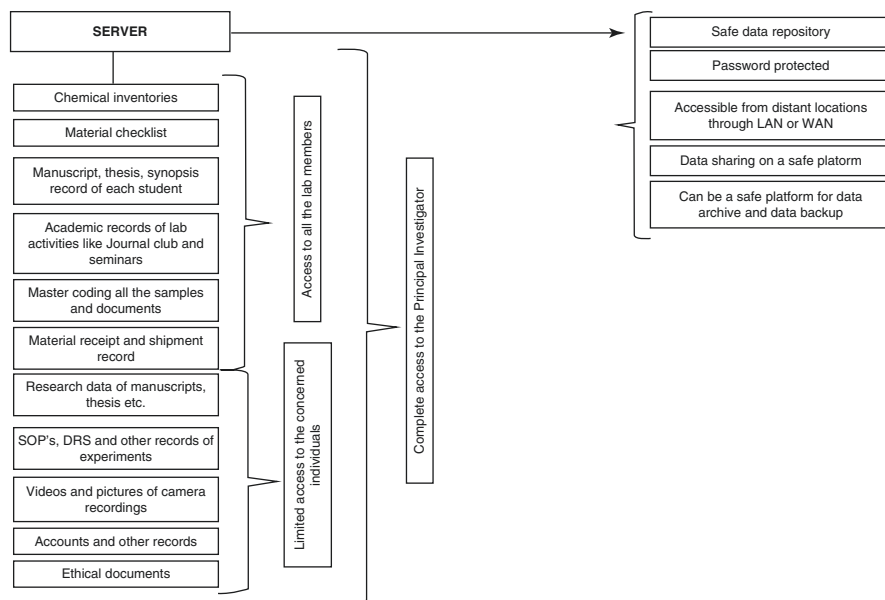 SERVER
Chemical inventories
Material checklist
Manuscript, thesis, synopsis
record of each student
Academic records of lab
activities like Journal club and
seminars
Master coding all the samples
and documents
Material receipt and shipment
record
Research data of manuscripts,
thesis etc.
SOP's, DRS and other records of
experiments
Videos and pictures of camera
recordings
Accounts and other records
Ethical documents
Access to all the lab members
Limited access to the concerned
individuals
Complete access to the Principal Investigator
Safe data repository
Password protected
Accessible from distant locations
through LAN or WAN
Data sharing on a safe platorm
Can be a safe platform for data
archive and data backup